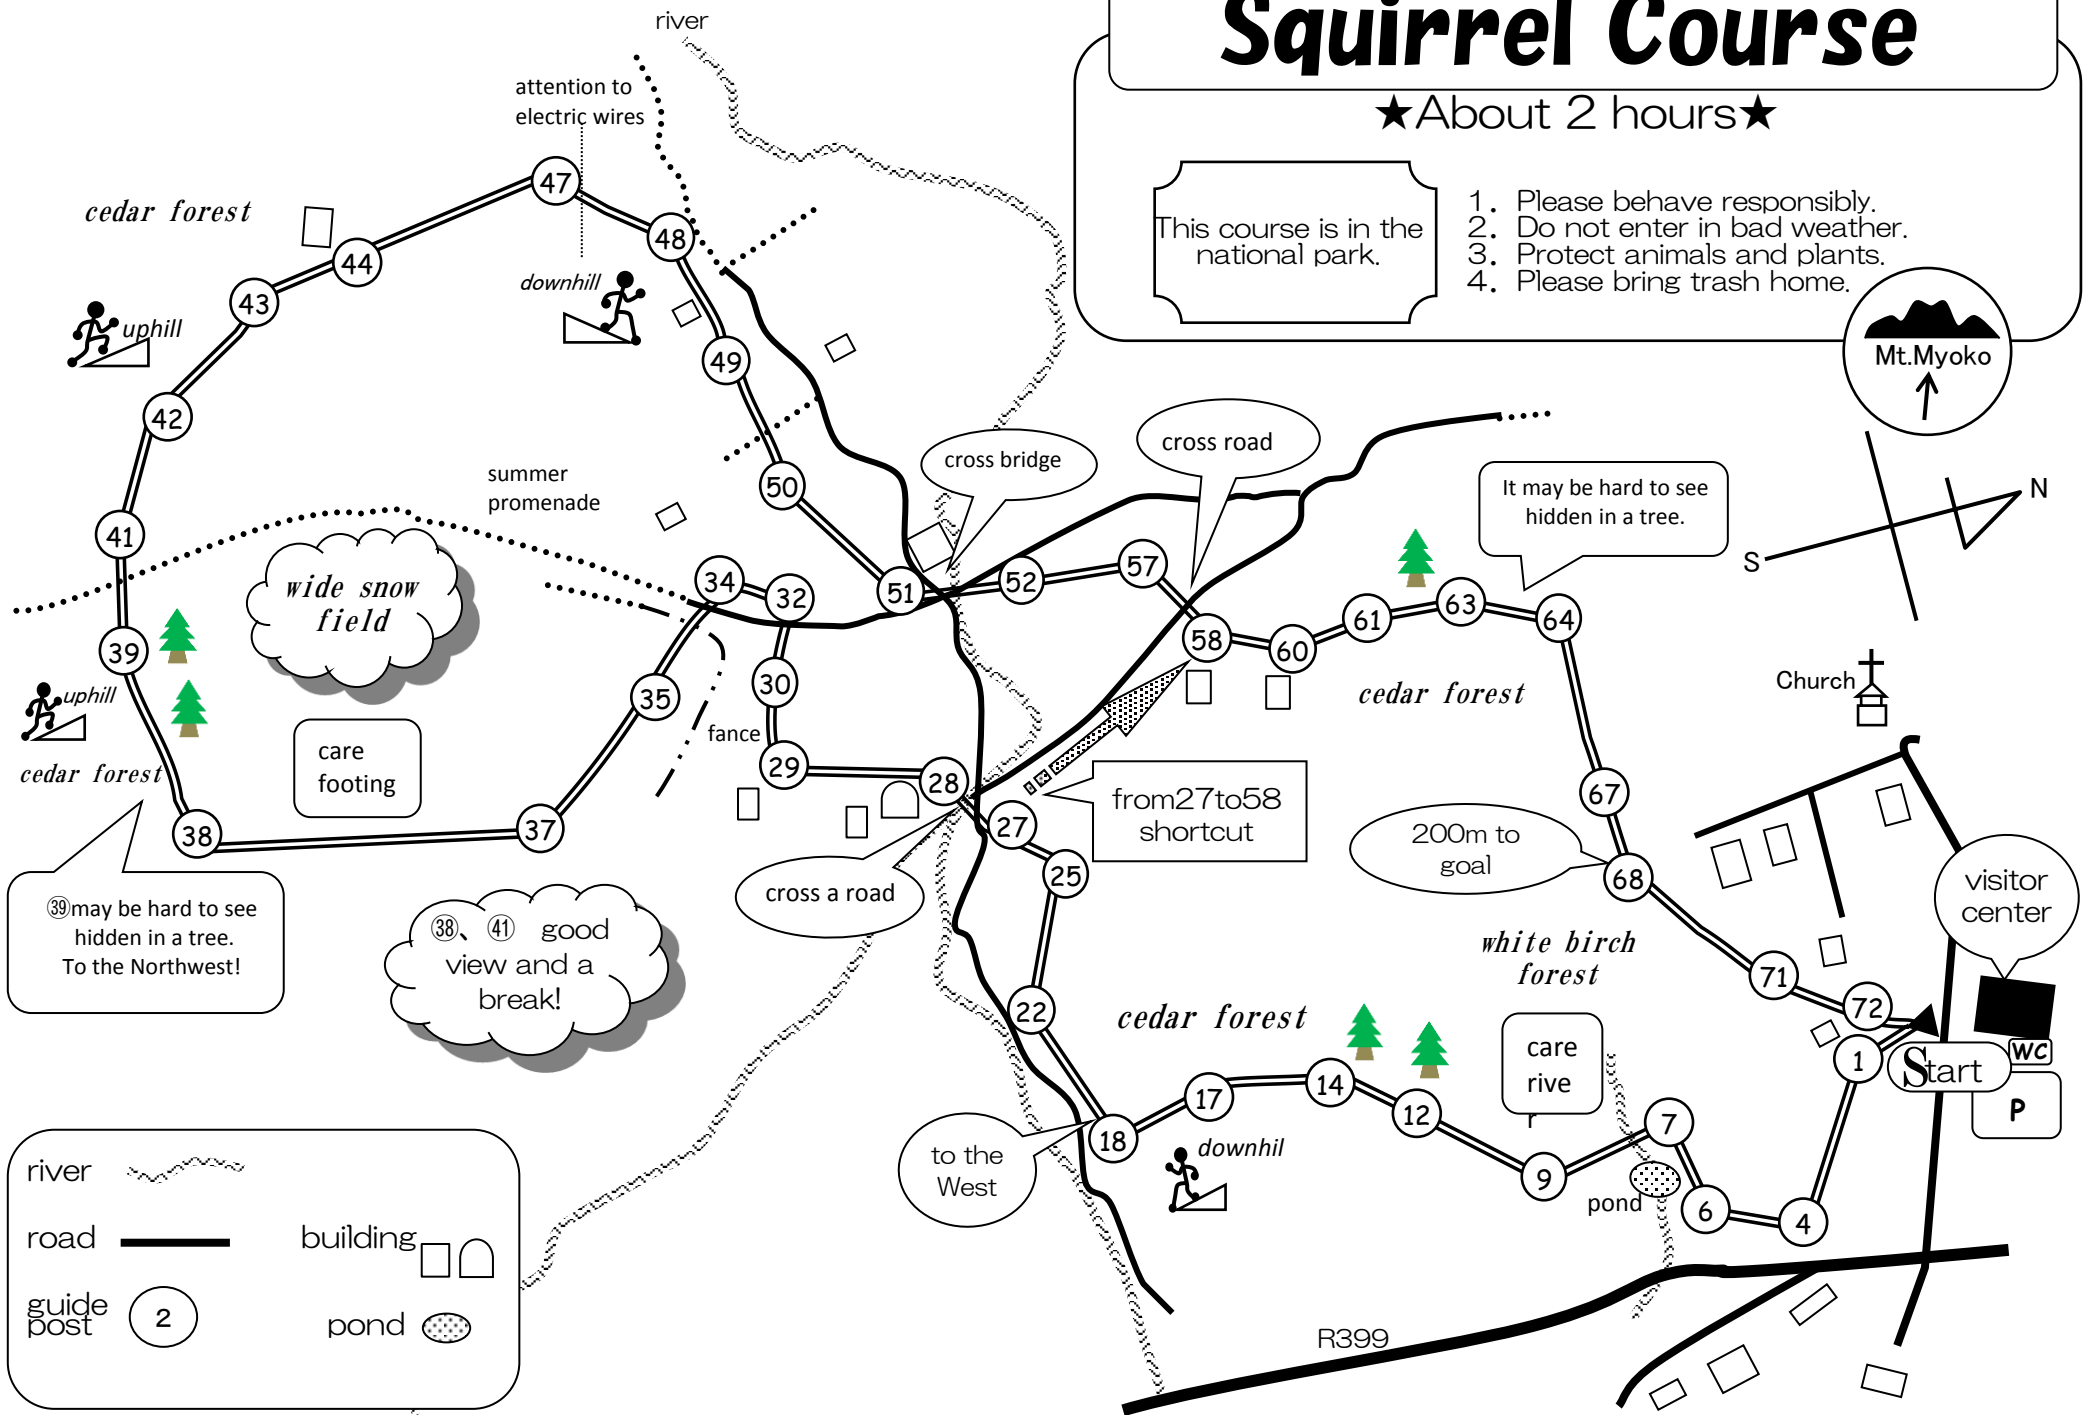 Squirrel Course
★About 2 hours★
This course is in the
national park.
1. Please behave responsibly.
2. Do not enter in bad weather.
3. Protect animals and plants.
4. Please bring trash home.
Mt.Myoko
N
S
river
attention to
electric wires
cedar forest
47
48
44
43
downhill
uphill
49
42
cross road
cross bridge
summer
promenade
50
It may be hard to see
hidden in a tree.
41
wide snow
field
34
32
51
52
57
58
60
61
63
64
39
uphill
cedar forest
30
35
cedar forest
Church
care
footing
fance
29
28
38
37
27
from27to58
shortcut
25
67
200m to
goal
68
visitor
center
cross a road
㊴may be hard to see
hidden in a tree.
To the Northwest!
㊳、 ㊶ good
view and a
break!
white birch
forest
71
72
22
cedar forest
care
rive
r
1
Start
WC
P
17
14
12
7
18
downhil
to the
West
9
pond
6
4
river
road
building
guide
post
2
pond
R399